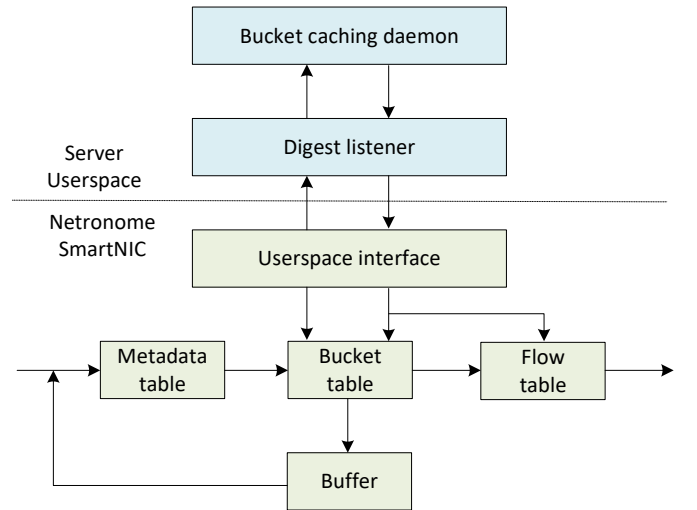 Bucket caching daemon
Digest listener
Server
Userspace
Netronome
SmartNIC
Userspace interface
Metadata
table
Bucket
table
Flow
table
Buffer